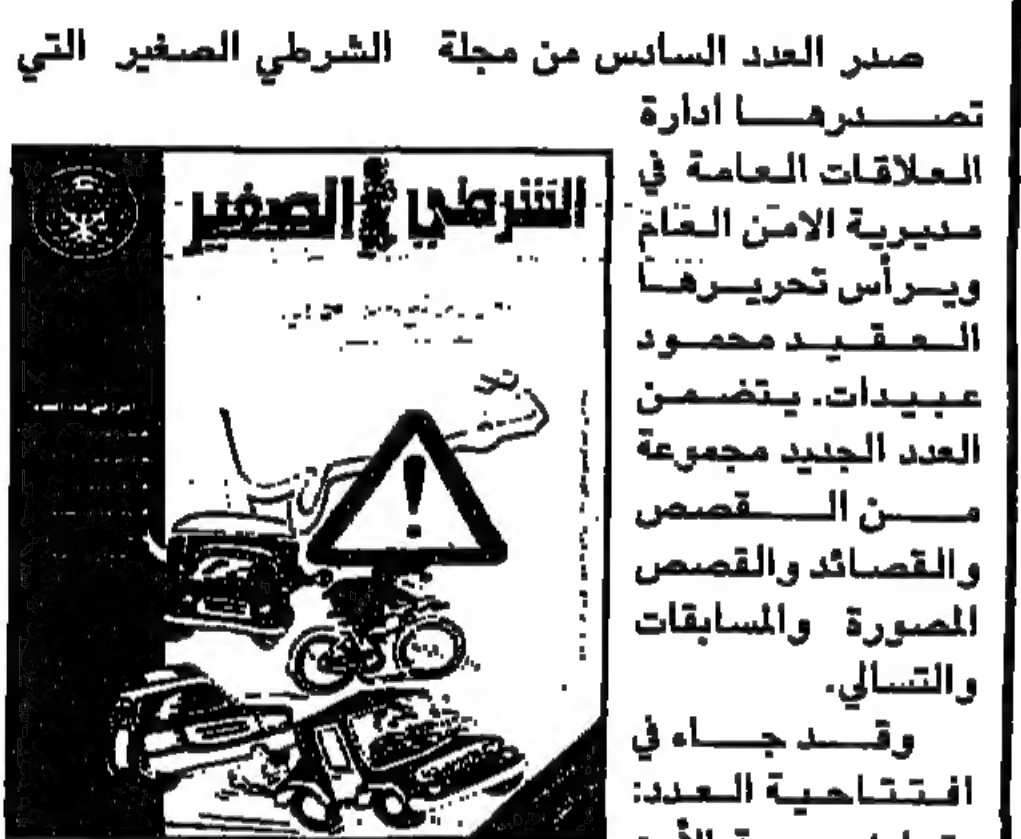 صدر العدد السادس من مجلة الشرطي الصغير التي
تصدرها ادارة
العلاقات العامة في
مديرية الامن العام
ويرأس تحريرها
العقيد محمود
عبيدات. يتضمن
العدد الجديد مجموعة
من القصص
والقصائد والقصص
المصورة والمسابقات
والتسالي.
وقد جاء في
افتتاحية العدد:
الشرطي الصغير